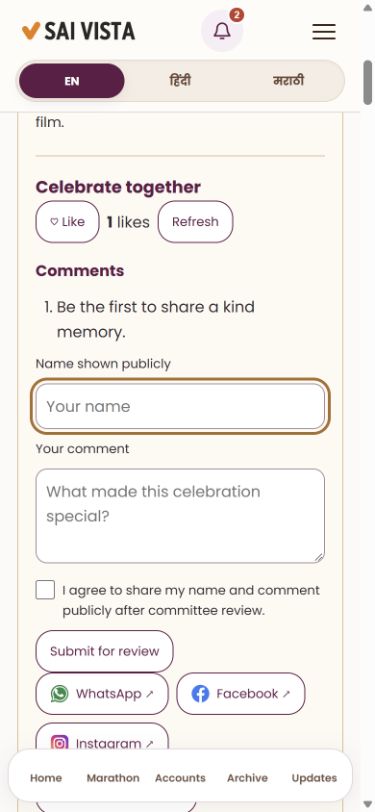 SAI VISTA
2
EN
हिंदी
मराठी
film.
Celebrate together
♡ Like
1 likes
Refresh
Comments
1. Be the first to share a kind
memory.
Name shown publicly
Your name
Your comment
What made this celebration
special?
I agree to share my name and comment
publicly after committee review.
Submit for review
WhatsApp ↗
Facebook ↗
Instagram ↗
Home
Marathon
Accounts
Archive
Updates